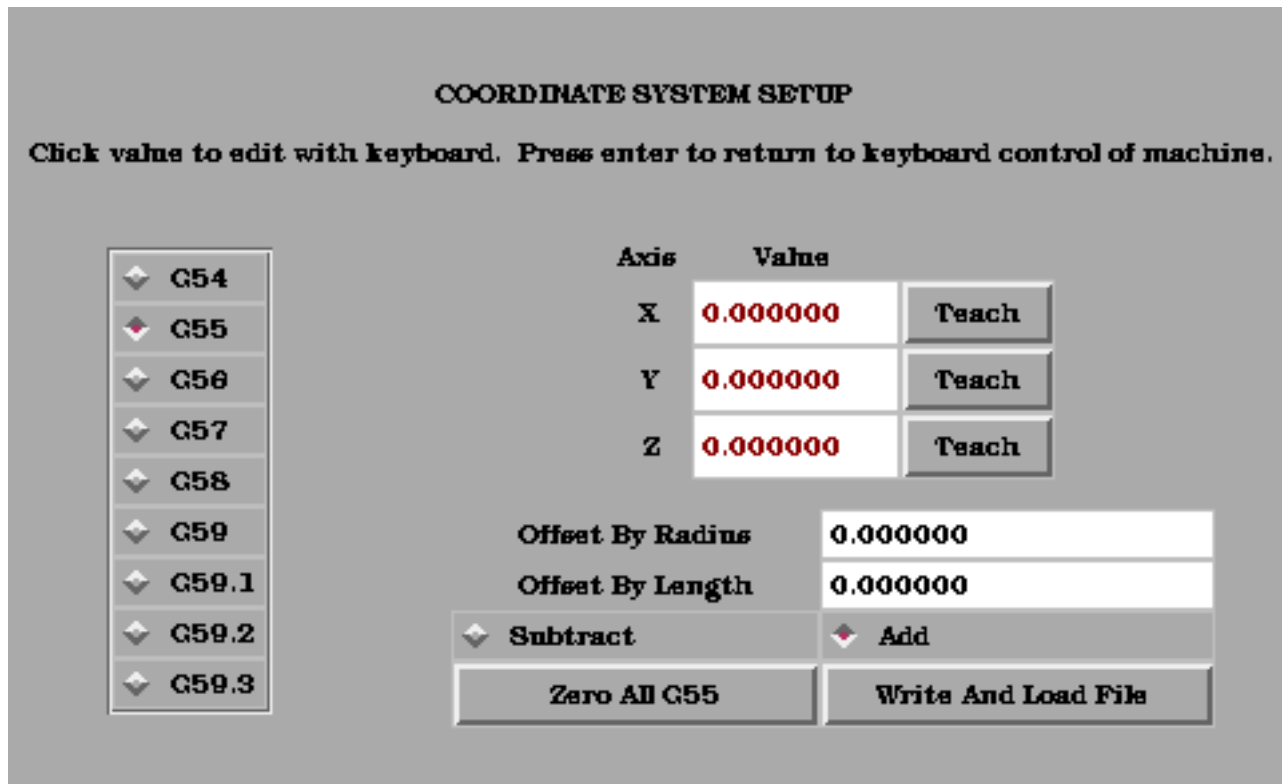 COORDINATE SYSTEM SETUP
Click value to edit with keyboard. Press enter to return to keyboard control of machine.
G54
G55
G56
G57
G58
G59
G59.1
G59.2
G59.3
Axis Value
X 0.000000 Teach
Y 0.000000 Teach
Z 0.000000 Teach
Offset By Radius 0.000000
Offset By Length 0.000000
Subtract Add
Zero All G55 Write And Load File